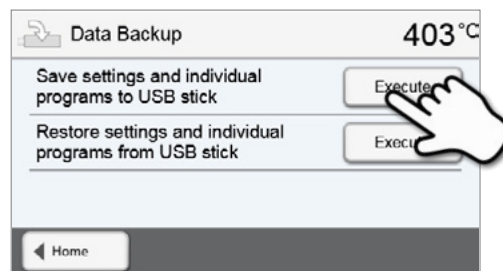 Data Backup
403°C
Save settings and individual
programs to USB stick
Execute
Restore settings and individual
programs from USB stick
Home